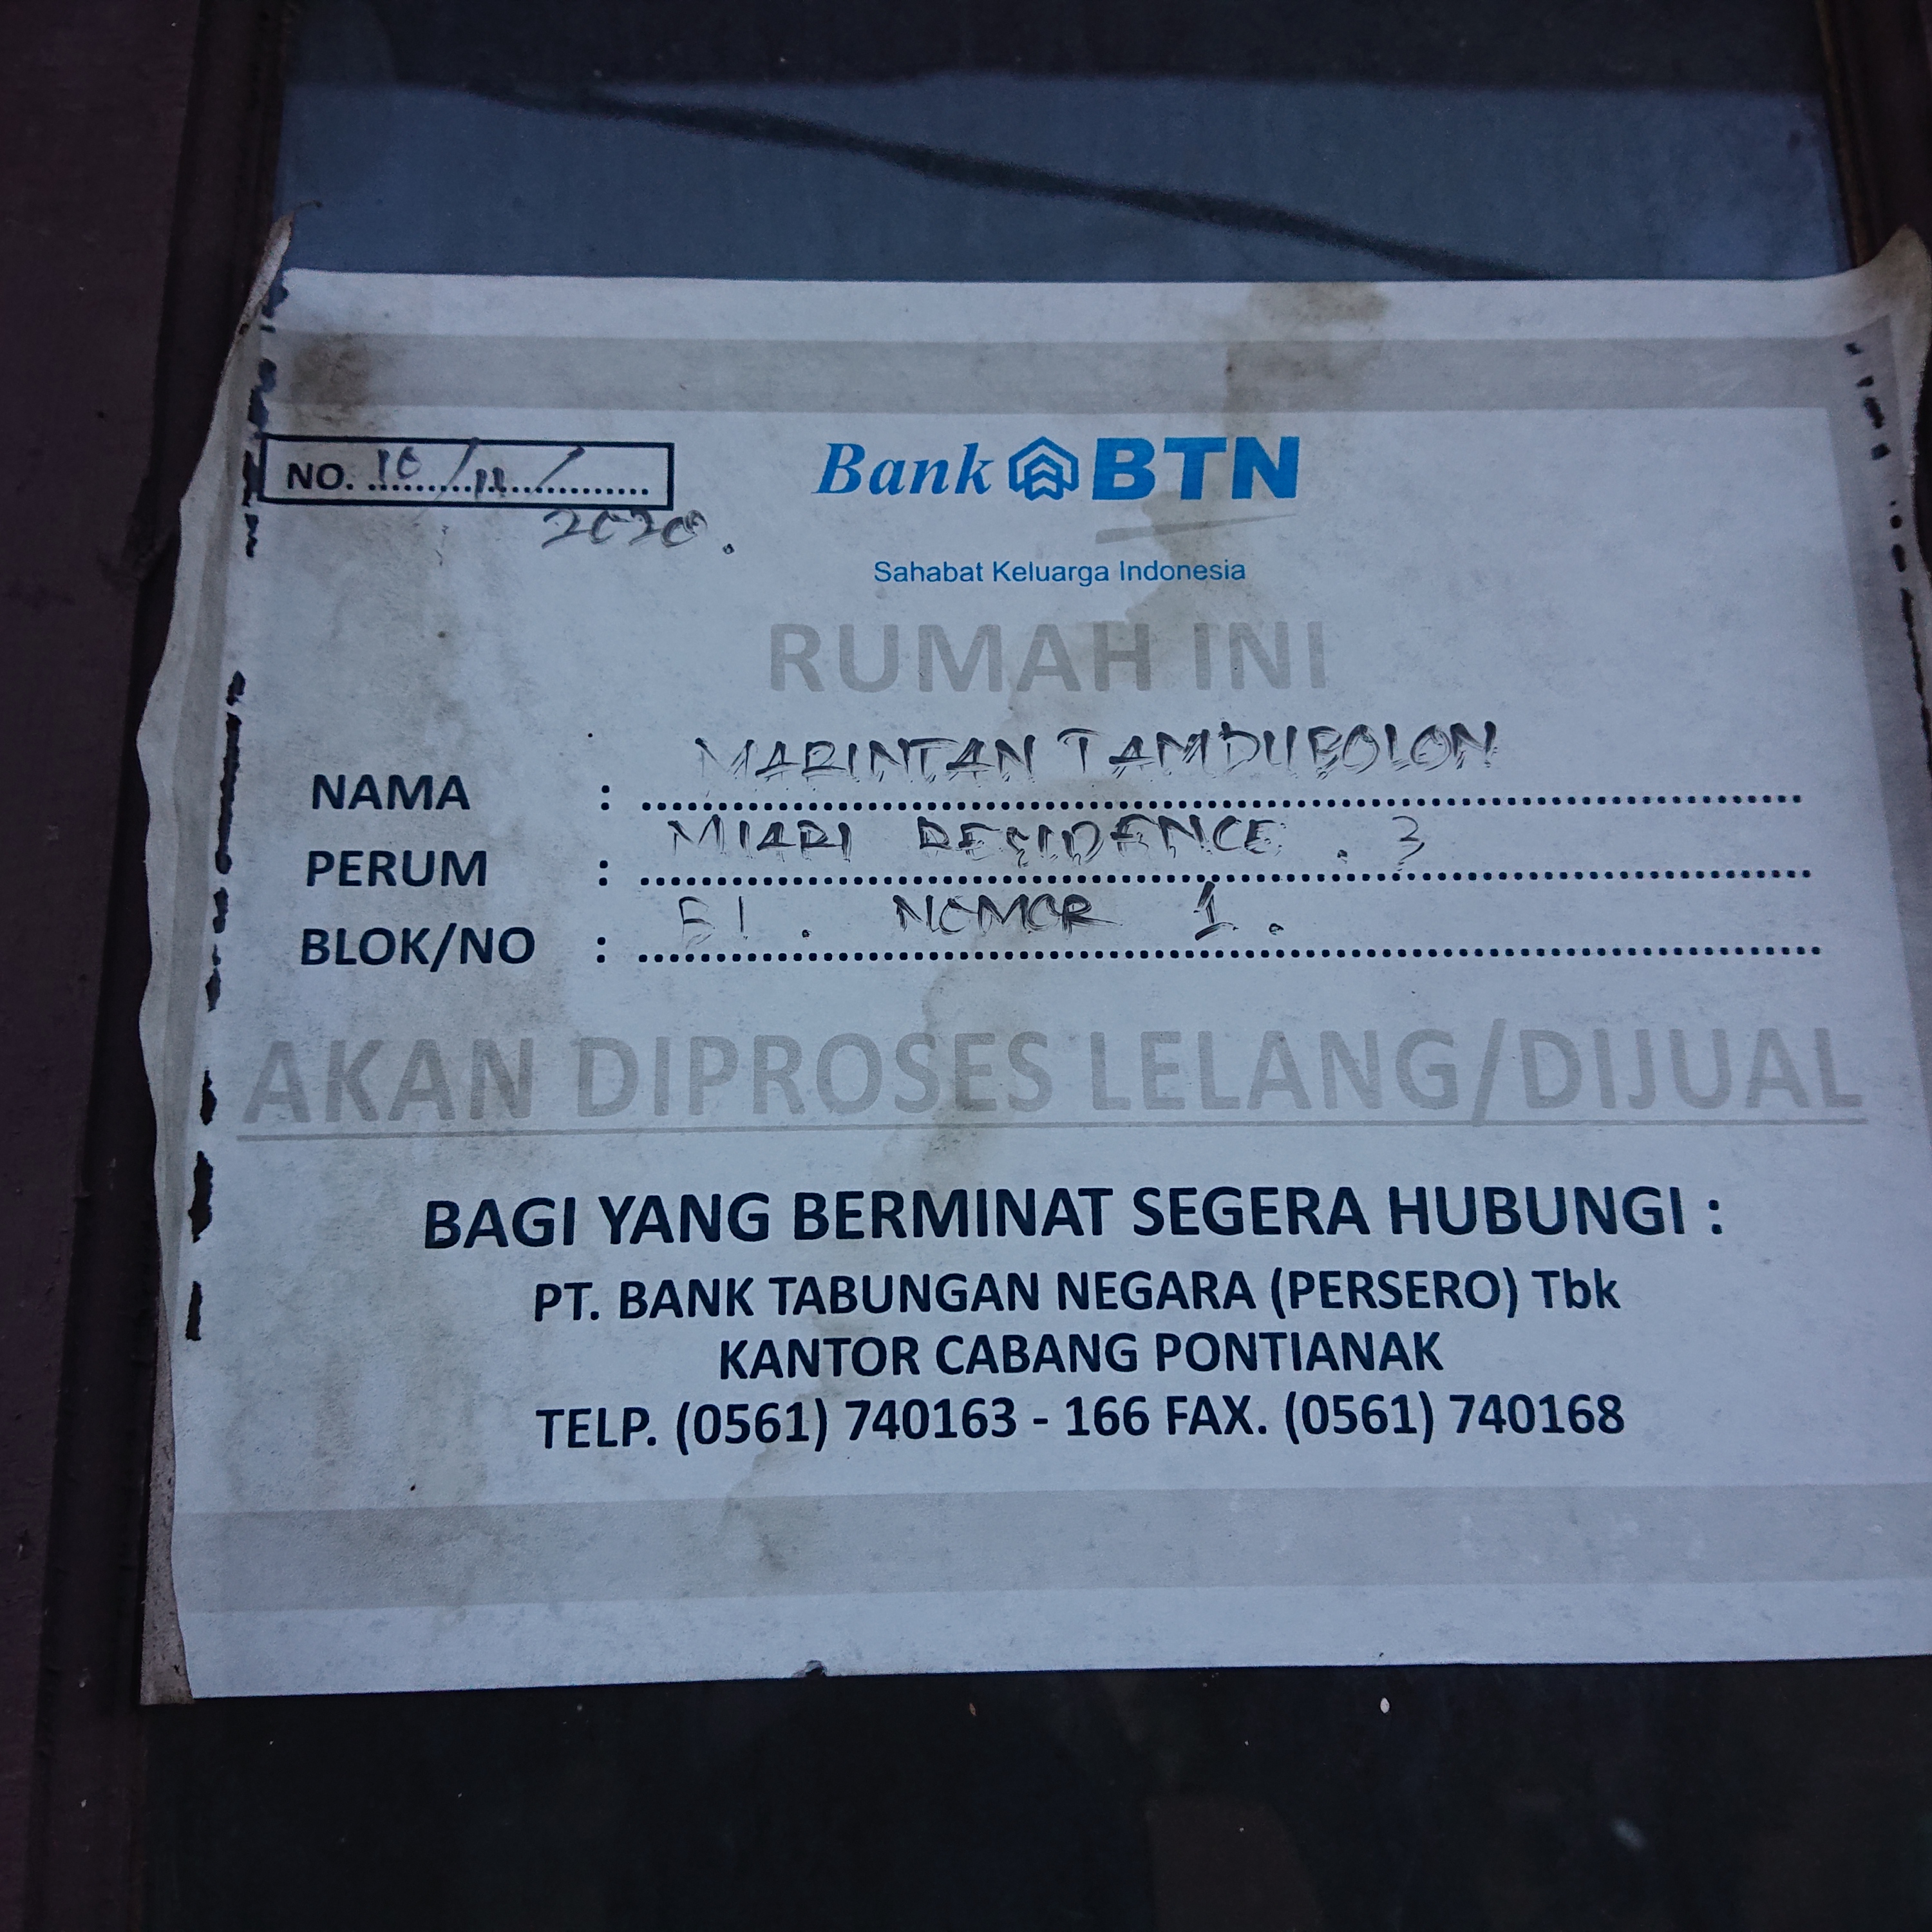 NO. 10/11/
2020.
Bank BTN
Sahabat Keluarga Indonesia
RUMAH INI
NAMA : MARINTAN TAMDUBOLON
PERUM : MIARI RESIDENCE . 3
BLOK/NO : E1 . NOMOR 1 .
AKAN DIPROSES LELANG/DIJUAL
BAGI YANG BERMINAT SEGERA HUBUNGI :
PT. BANK TABUNGAN NEGARA (PERSERO) Tbk
KANTOR CABANG PONTIANAK
TELP. (0561) 740163 - 166 FAX. (0561) 740168